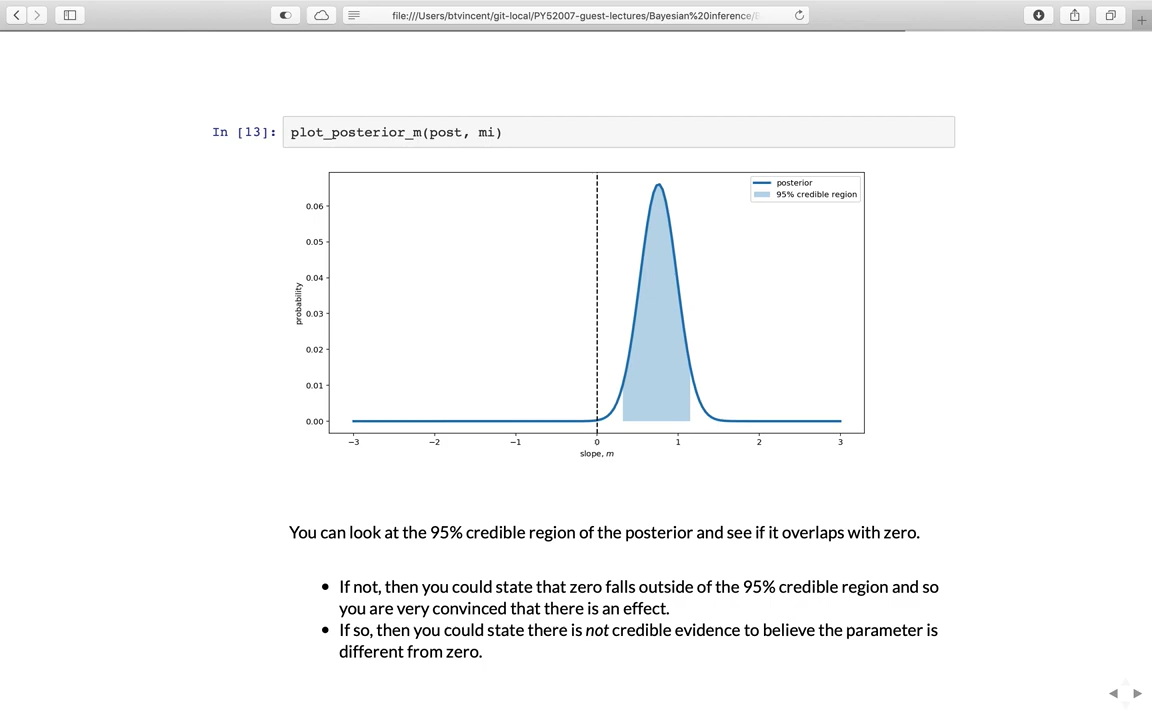 file:///Users/btvincent/git-local/PY52007-guest-lectures/Bayesian%20inference/
In [13]: plot_posterior_m(post, mi)
posterior
95% credible region
0.06
0.05
0.04
0.03
0.02
0.01
0.00
probability
−3 −2 −1 0 1 2 3
slope, m
You can look at the 95% credible region of the posterior and see if it overlaps with zero.
• If not, then you could state that zero falls outside of the 95% credible region and so
you are very convinced that there is an effect.
• If so, then you could state there is not credible evidence to believe the parameter is
different from zero.